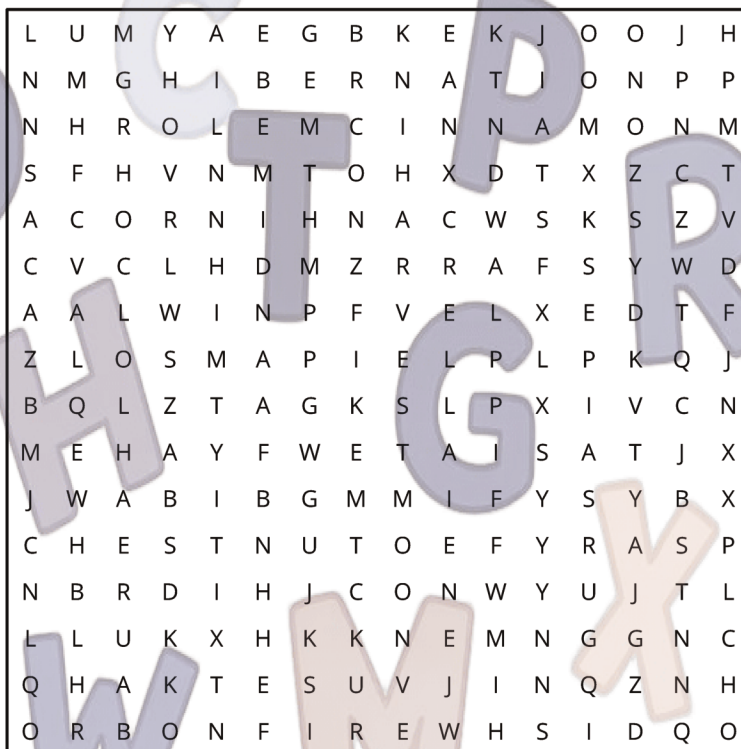 L U M Y A E G B K E K J O O J H
N M G H I B E R N A T I O N P P
N H R O L E M C I N N A M O N M
S F H V N M T O H X D T X Z C T
A C O R N I H N A C W S K S Z V
C V C L H D M Z R R A F S Y W D
A A L W I N P F V E L X E D T F
Z L O S M A P I E L P L P K Q J
B Q L Z T A G K S L P X I V C N
M E H A Y F W E T A I S A T J X
J W A B I B G M M I F Y S Y B X
C H E S T N U T O E F Y R A S P
N B R D I H J C O N W Y U J T L
L L U K X H K K N E M N G G N C
Q H A K T E S U V J I N Q Z N H
O R B O N F I R E W H S I D Q O